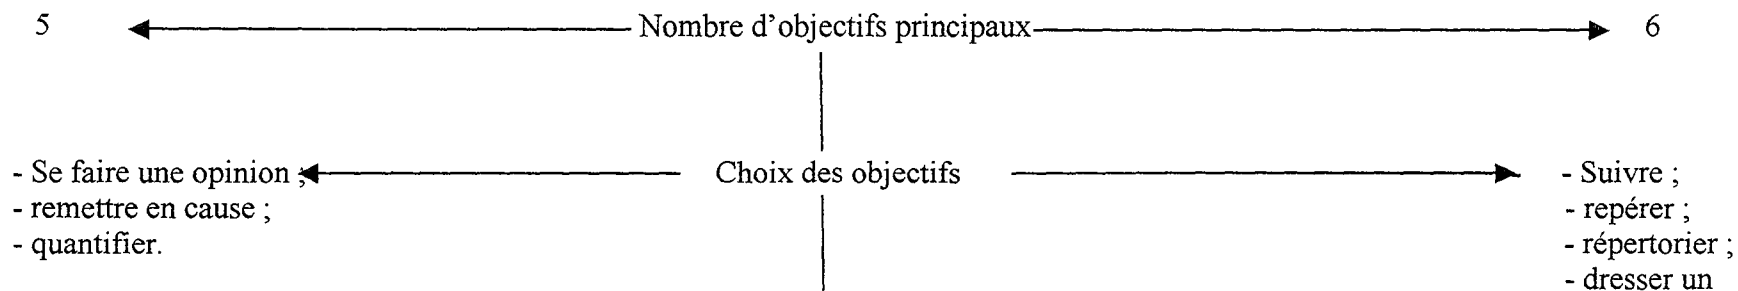 5 Nombre d'objectifs principaux 6
- Se faire une opinion ; Choix des objectifs - Suivre ;
- remettre en cause ; - repérer ;
- quantifier. - répertorier ;
- dresser un